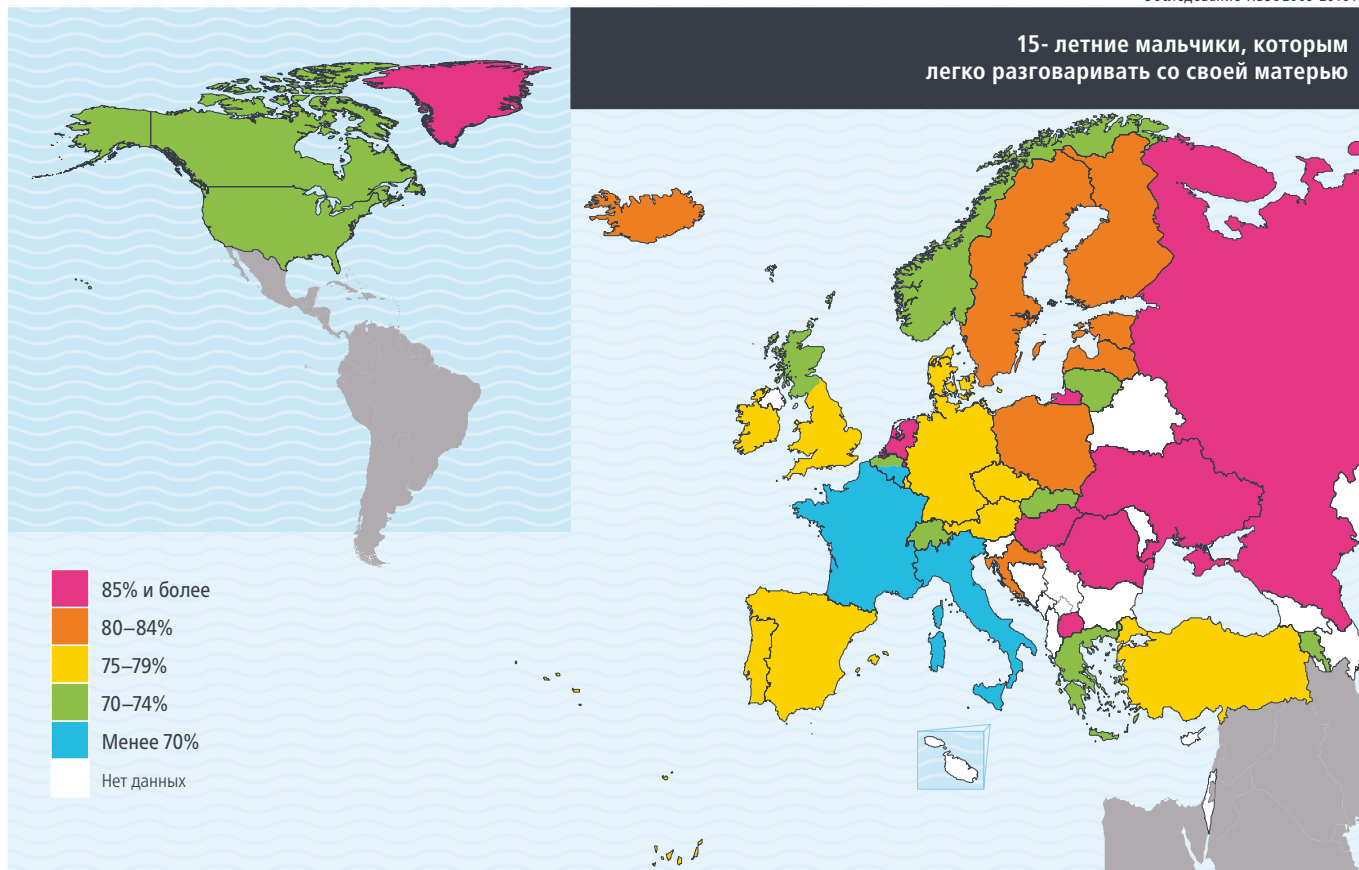 15- летние мальчики, которым
легко разговаривать со своей матерью
85% и более
80–84%
75–79%
70–74%
Менее 70%
Нет данных